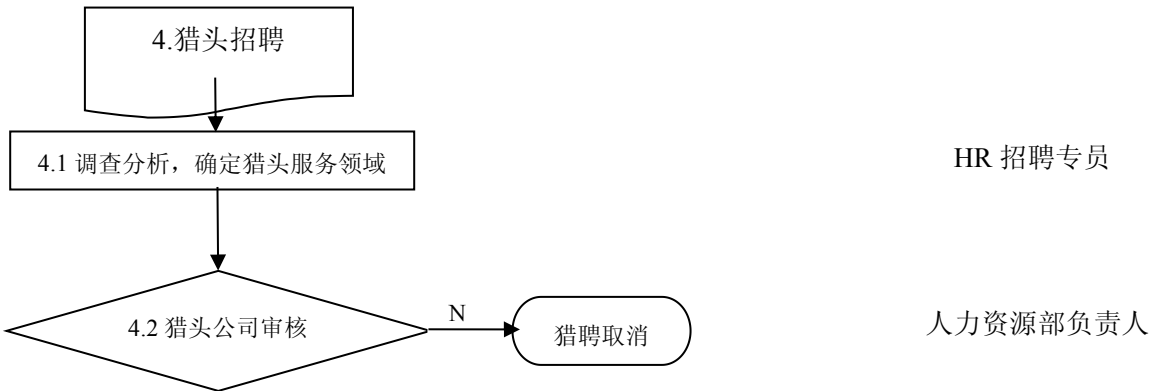 4.猎头招聘
4.1 调查分析，确定猎头服务领域
HR 招聘专员
4.2 猎头公司审核
N
猎聘取消
人力资源部负责人